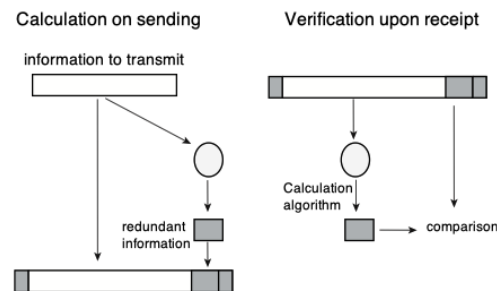 Calculation on sending
Verification upon receipt
information to transmit
Calculation
algorithm
redundant
information
comparison